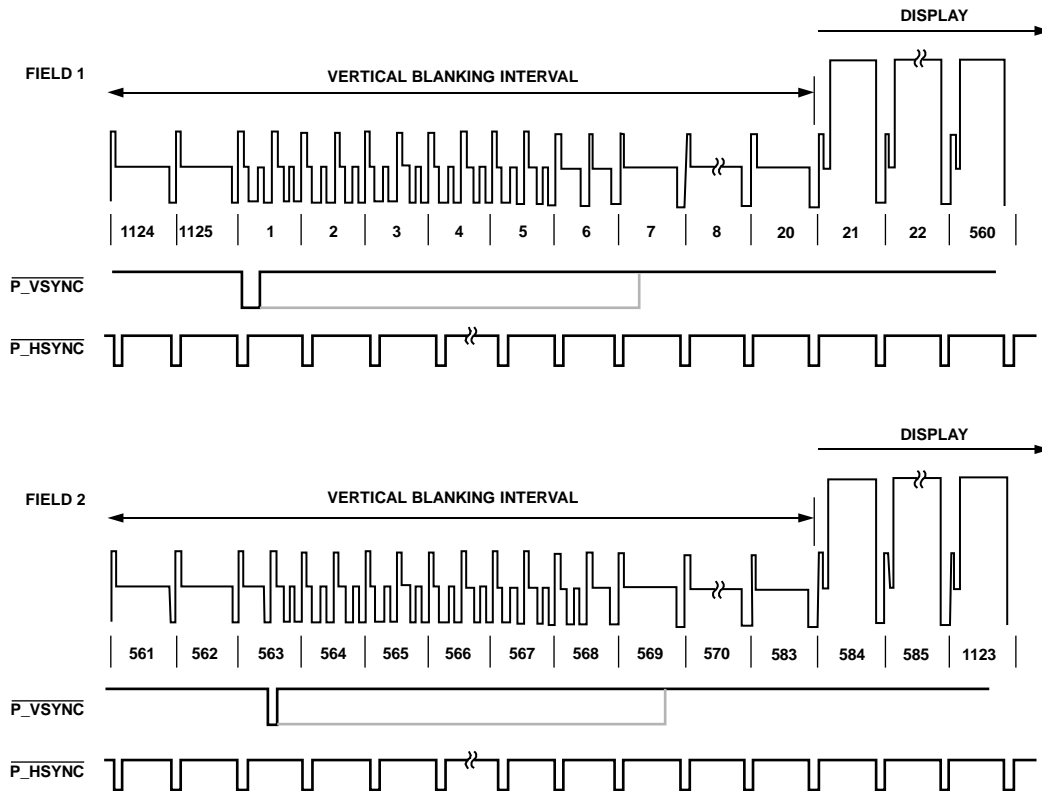 DISPLAY
FIELD 1
VERTICAL BLANKING INTERVAL
1124 1125 1 2 3 4 5 6 7 8 20 21 22 560
P_VSYNC
P_HSYNC
DISPLAY
FIELD 2
VERTICAL BLANKING INTERVAL
561 562 563 564 565 566 567 568 569 570 583 584 585 1123
P_VSYNC
P_HSYNC